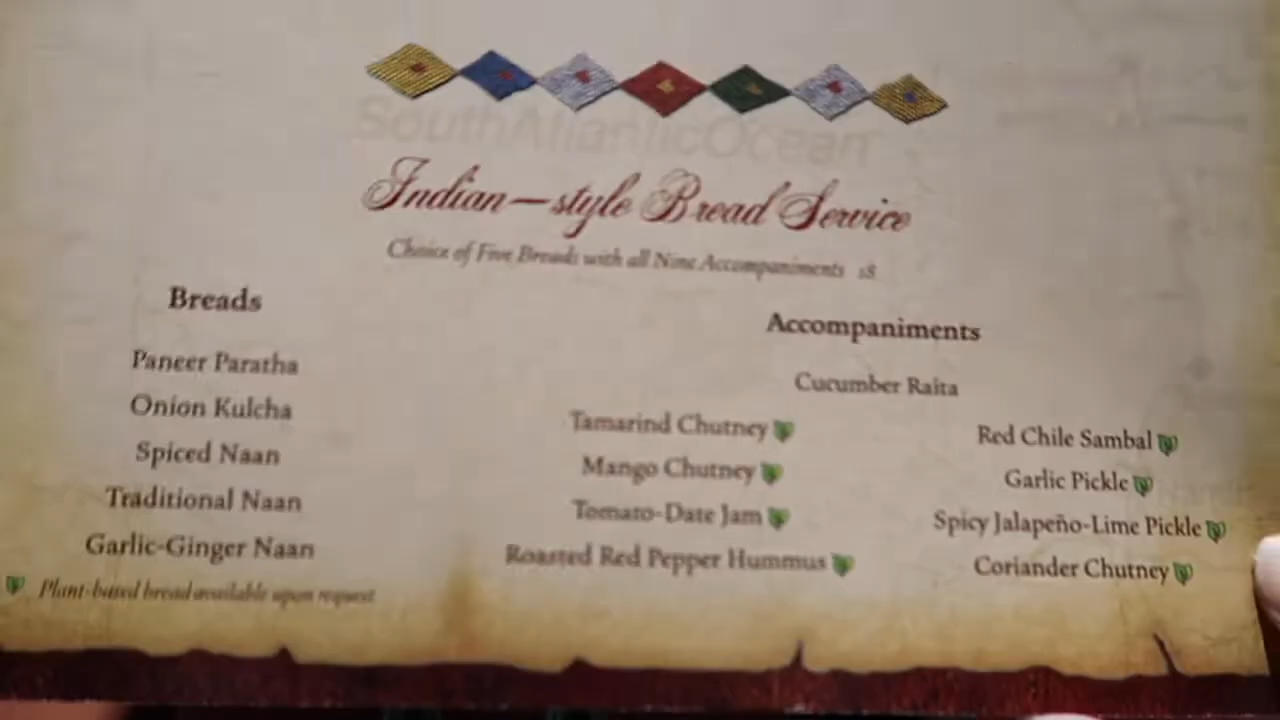 SouthAtlanticOcean
Indian-style Bread Service
Choice of Five Breads with all Nine Accompaniments 18
Breads
Paneer Paratha
Onion Kulcha
Spiced Naan
Traditional Naan
Garlic-Ginger Naan
Plant-based bread available upon request
Accompaniments
Cucumber Raita
Tamarind Chutney
Mango Chutney
Tomato-Date Jam
Roasted Red Pepper Hummus
Red Chile Sambal
Garlic Pickle
Spicy Jalapeño-Lime Pickle
Coriander Chutney